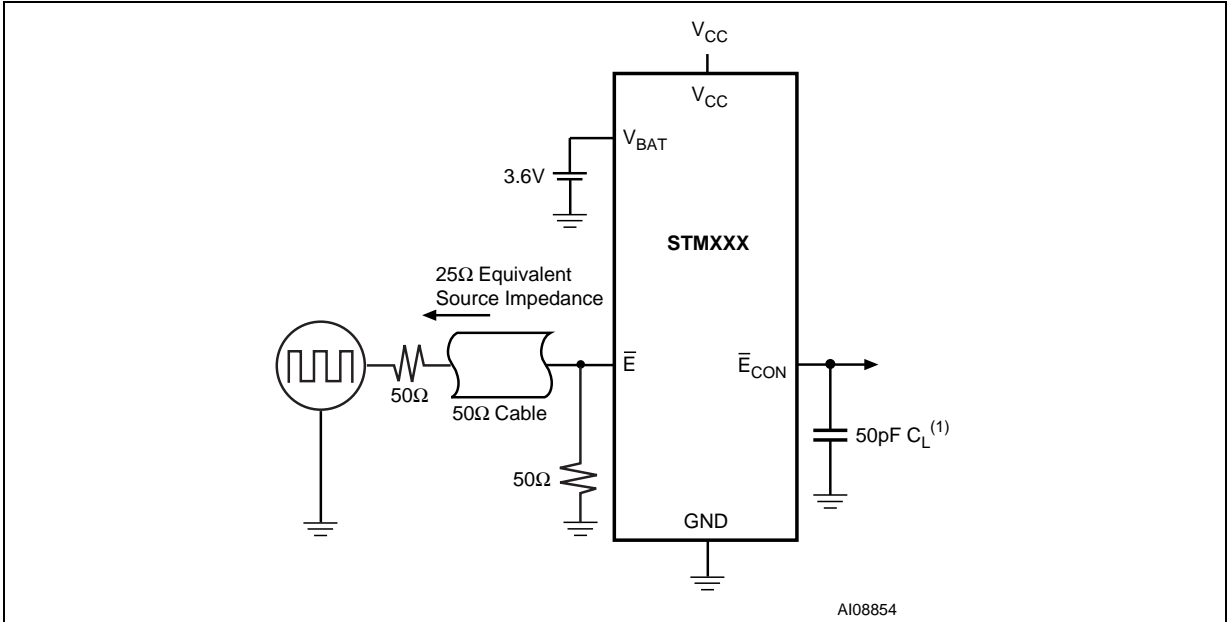 V_CC
V_CC
V_BAT
3.6V
STMXXX
25Ω Equivalent
Source Impedance
E̅
E̅_CON
50Ω
50Ω Cable
50pF C_L^(1)
50Ω
GND
AI08854